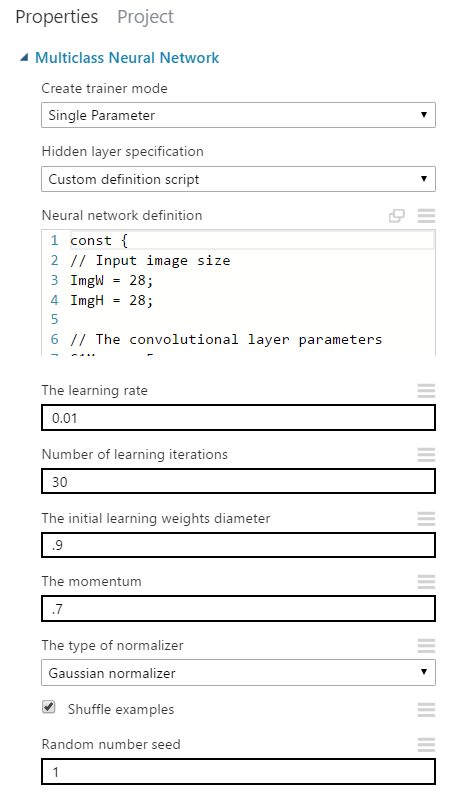 Properties Project
Multiclass Neural Network
Create trainer mode
Single Parameter
Hidden layer specification
Custom definition script
Neural network definition
1 const {
2 // Input image size
3 ImgW = 28;
4 ImgH = 28;
5
6 // The convolutional layer parameters
The learning rate
0.01
Number of learning iterations
30
The initial learning weights diameter
.9
The momentum
.7
The type of normalizer
Gaussian normalizer
Shuffle examples
Random number seed
1